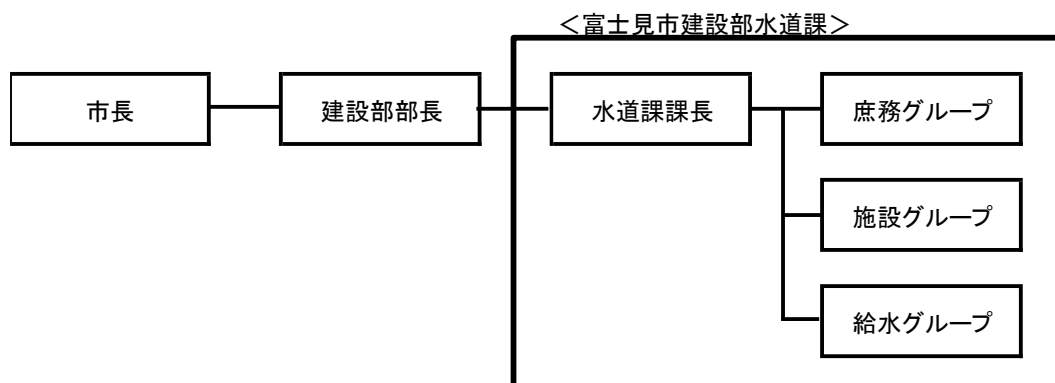 ＜富士見市建設部水道課＞
市長
建設部部長
水道課課長
庶務グループ
施設グループ
給水グループ